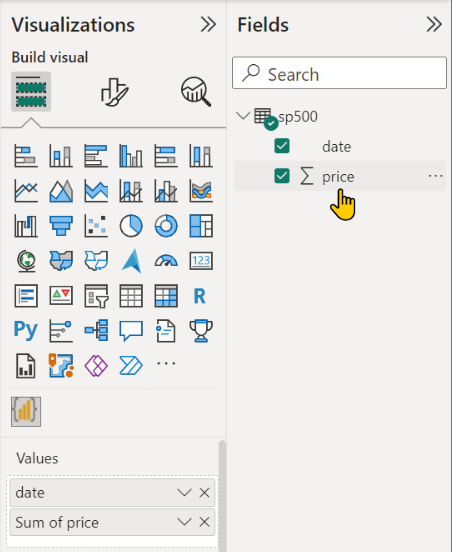 Visualizations
Build visual
123
R
Py
Values
date
Sum of price
Fields
Search
sp500
date
∑ price